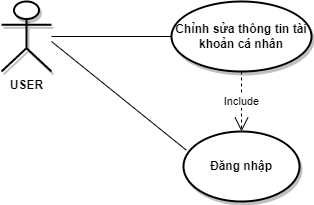 Chỉnh sửa thông tin tài
khoản cá nhân
USER
Include
Đăng nhập